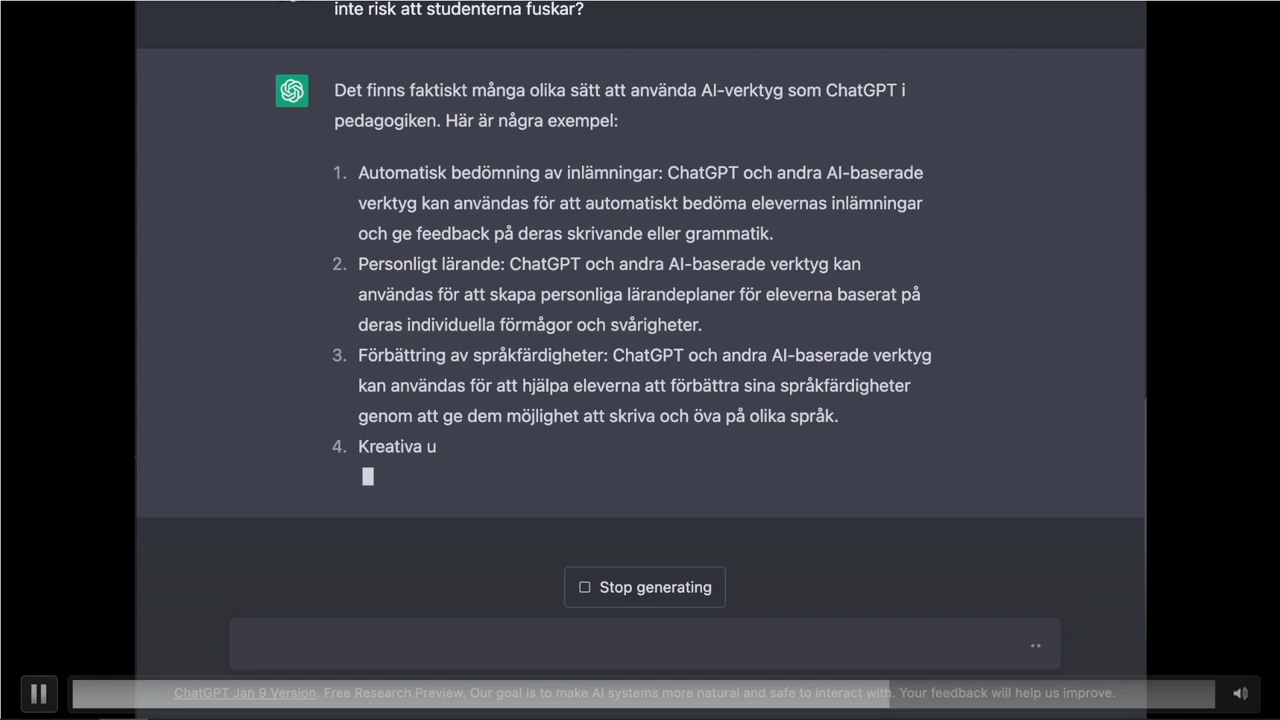 inte risk att studenterna fuskar?
Det finns faktiskt många olika sätt att använda AI-verktyg som ChatGPT i
pedagogiken. Här är några exempel:
1. Automatisk bedömning av inlämningar: ChatGPT och andra AI-baserade
verktyg kan användas för att automatiskt bedöma elevernas inlämningar
och ge feedback på deras skrivande eller grammatik.
2. Personligt lärande: ChatGPT och andra AI-baserade verktyg kan
användas för att skapa personliga lärandeplaner för eleverna baserat på
deras individuella förmågor och svårigheter.
3. Förbättring av språkfärdigheter: ChatGPT och andra AI-baserade verktyg
kan användas för att hjälpa eleverna att förbättra sina språkfärdigheter
genom att ge dem möjlighet att skriva och öva på olika språk.
4. Kreativa u
Stop generating
ChatGPT Jan 9 Version. Free Research Preview. Our goal is to make AI systems more natural and safe to interact with. Your feedback will help us improve.